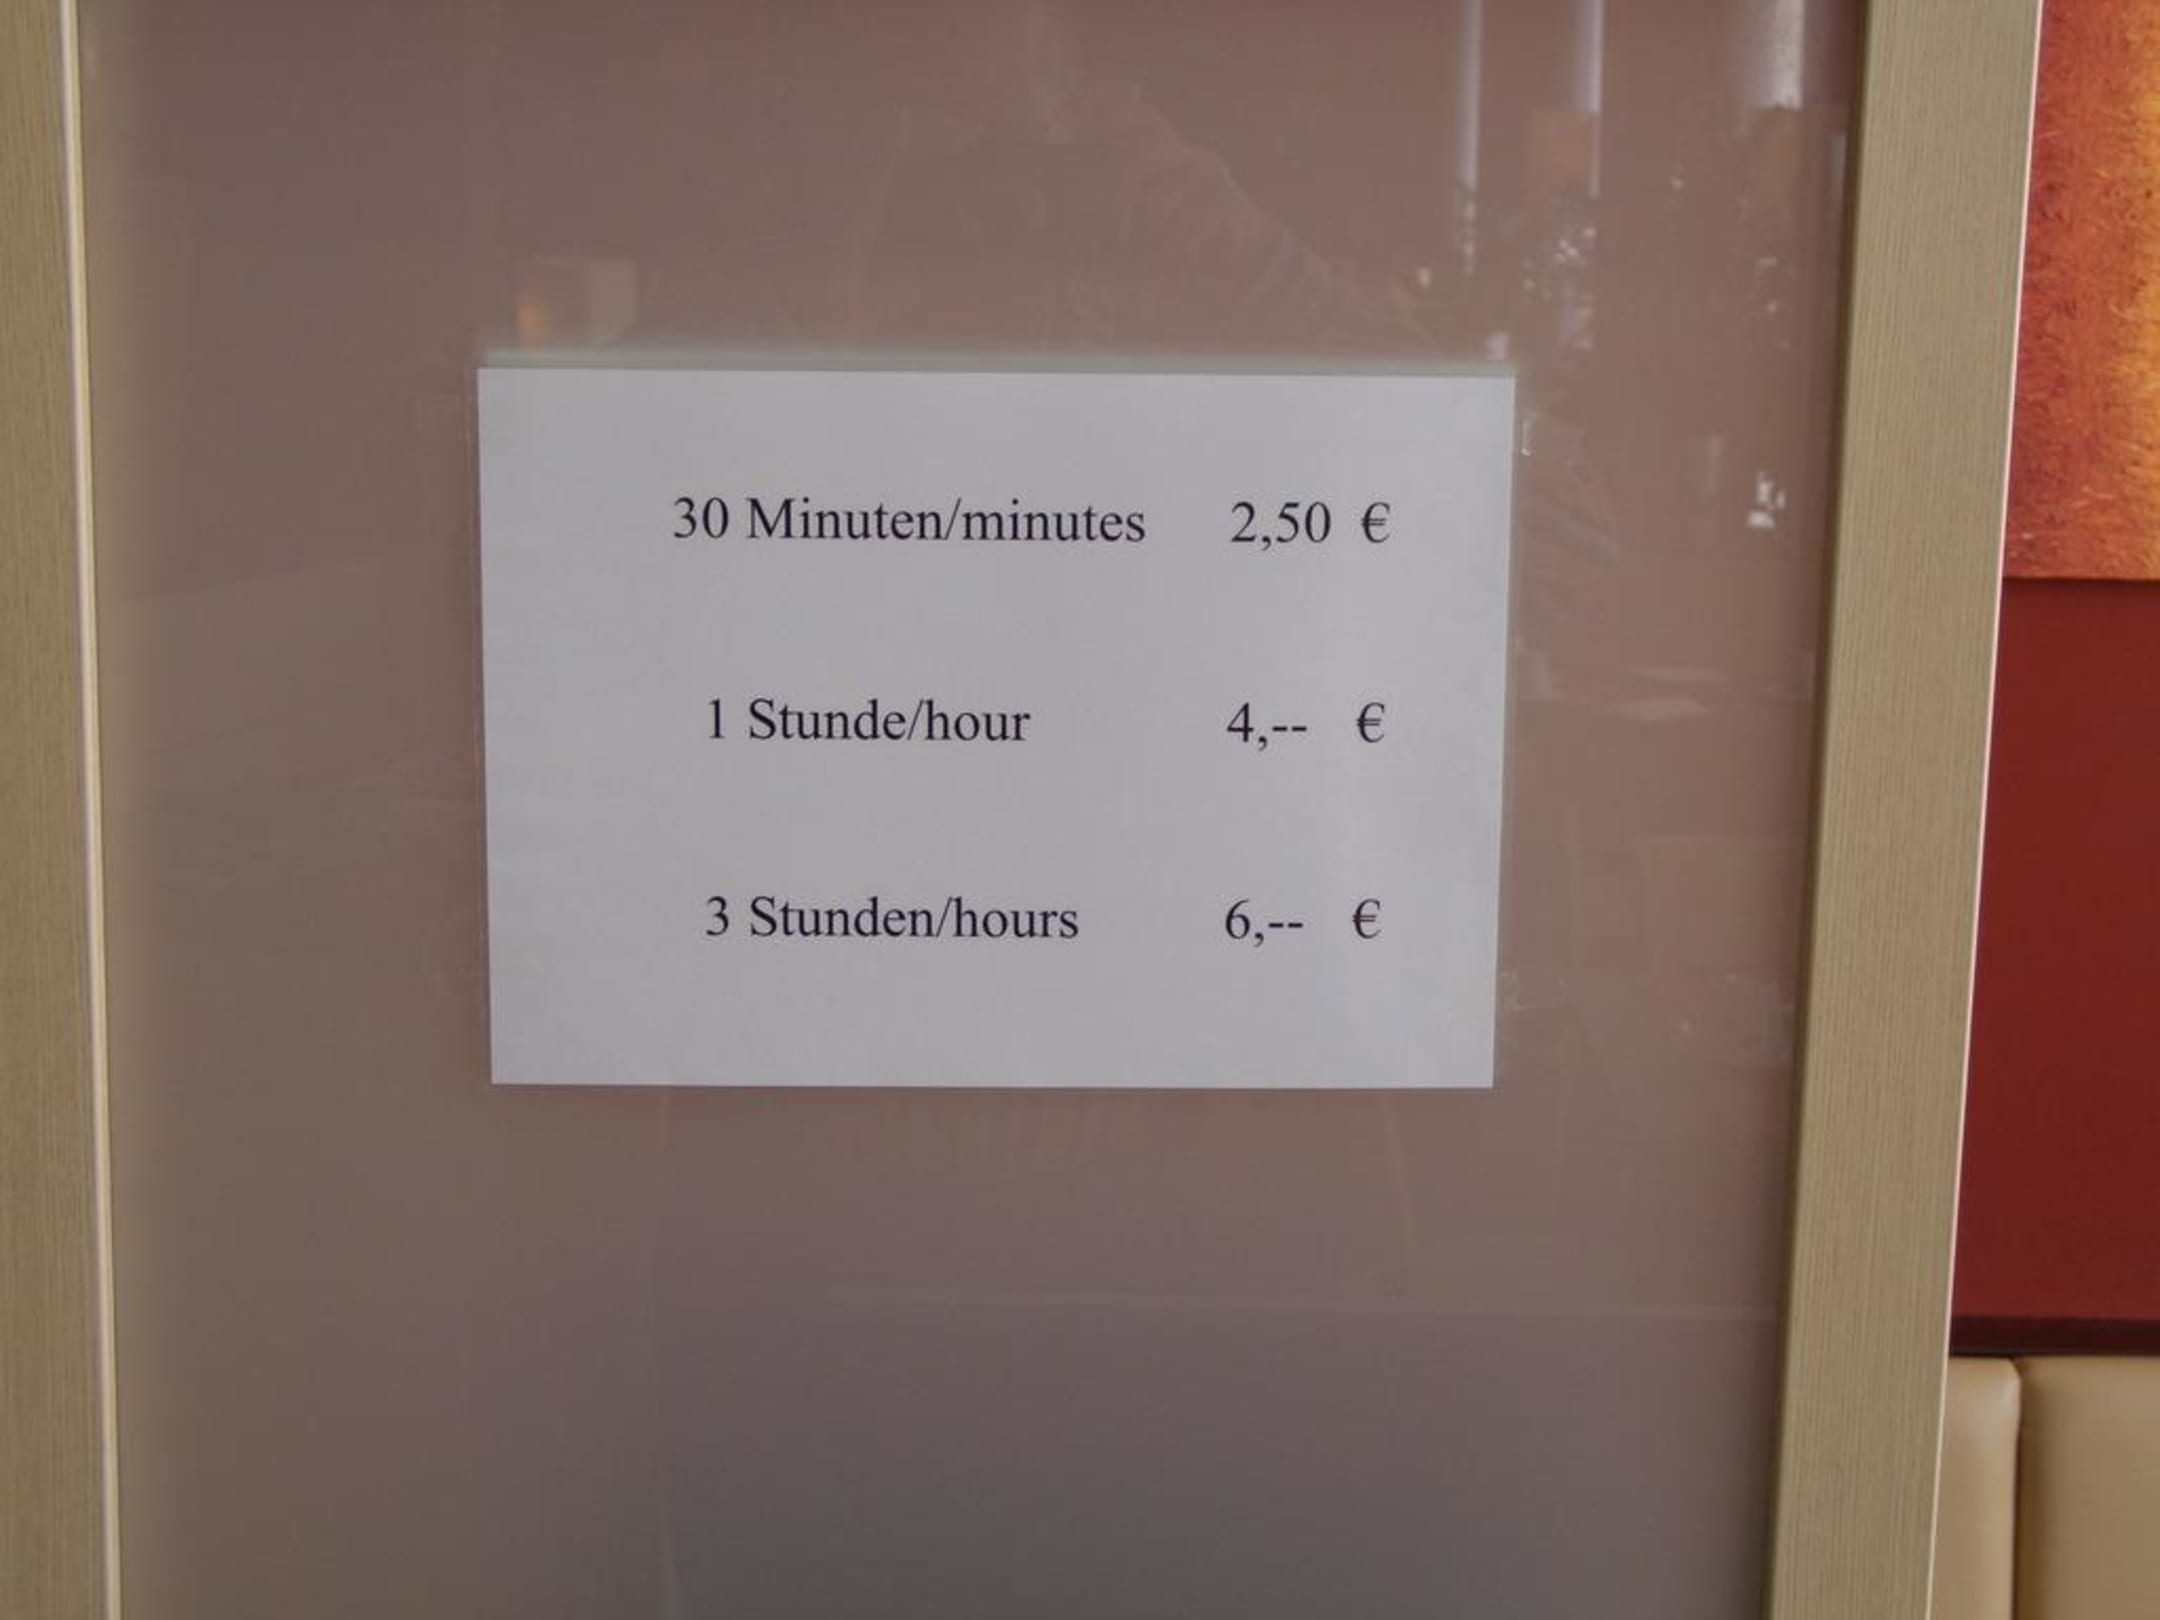 30 Minuten/minutes 2,50 €
1 Stunde/hour 4,-- €
3 Stunden/hours 6,-- €